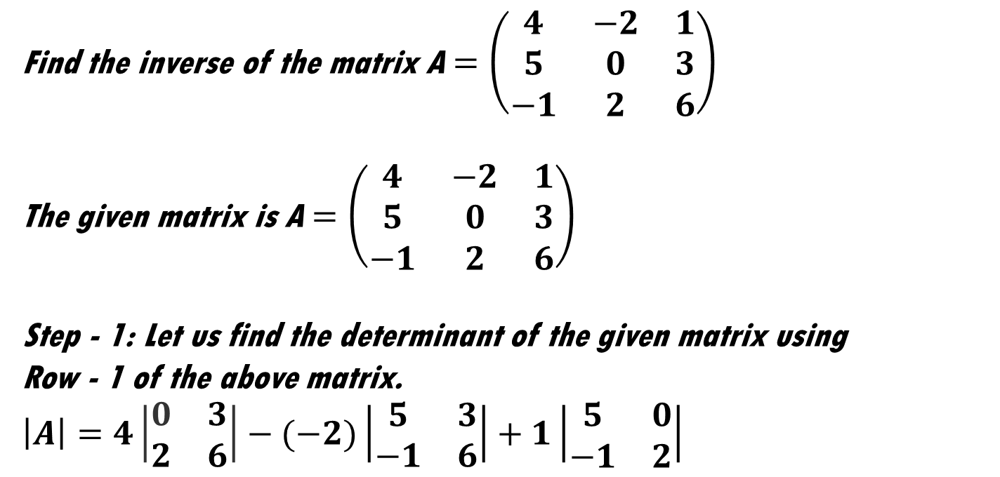 Find the inverse of the matrix A = \begin{pmatrix} 4 & -2 & 1 \\ 5 & 0 & 3 \\ -1 & 2 & 6 \end{pmatrix}
The given matrix is A = \begin{pmatrix} 4 & -2 & 1 \\ 5 & 0 & 3 \\ -1 & 2 & 6 \end{pmatrix}
Step - 1: Let us find the determinant of the given matrix using
Row - 1 of the above matrix.
|A| = 4 \begin{vmatrix} 0 & 3 \\ 2 & 6 \end{vmatrix} - (-2) \begin{vmatrix} 5 & 3 \\ -1 & 6 \end{vmatrix} + 1 \begin{vmatrix} 5 & 0 \\ -1 & 2 \end{vmatrix}